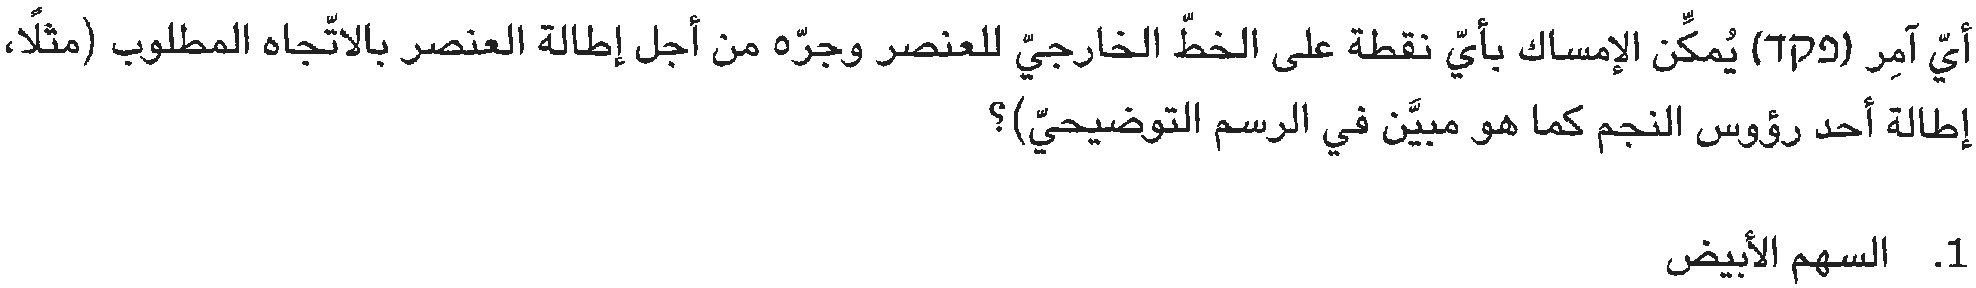 أيّ آمِر (פקד) يُمكِّن الإمساك بأيّ نقطة على الخطّ الخارجيّ للعنصر وجرّه من أجل إطالة العنصر بالاتّجاه المطلوب (مثلًا،
إطالة أحد رؤوس النجم كما هو مبيَّن في الرسم التوضيحيّ)؟
1. السهم الأبيض